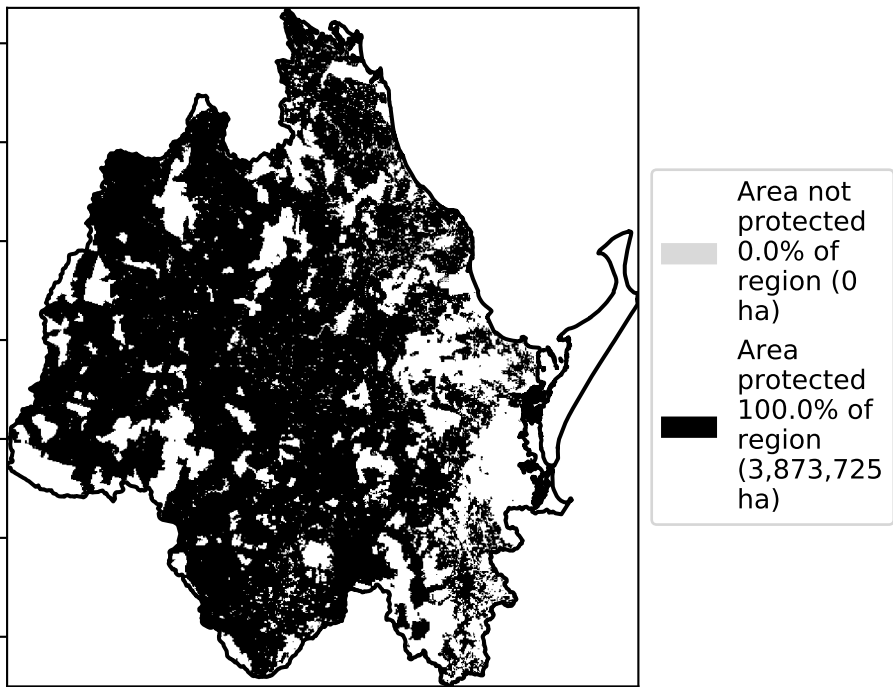 Area not
protected
0.0% of
region (0
ha)
Area
protected
100.0% of
region
(3,873,725
ha)